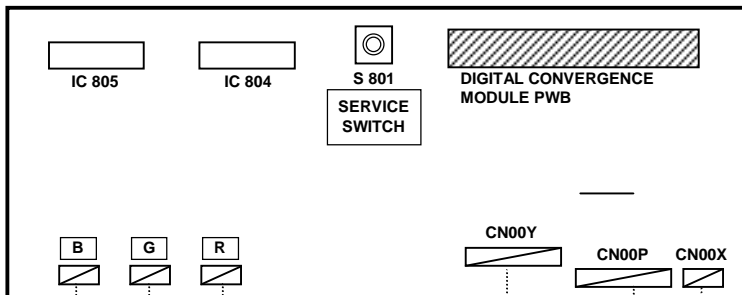 IC 805
IC 804
S 801
DIGITAL CONVERGENCE
MODULE PWB
SERVICE
SWITCH
B
G
R
CN00Y
CN00P
CN00X